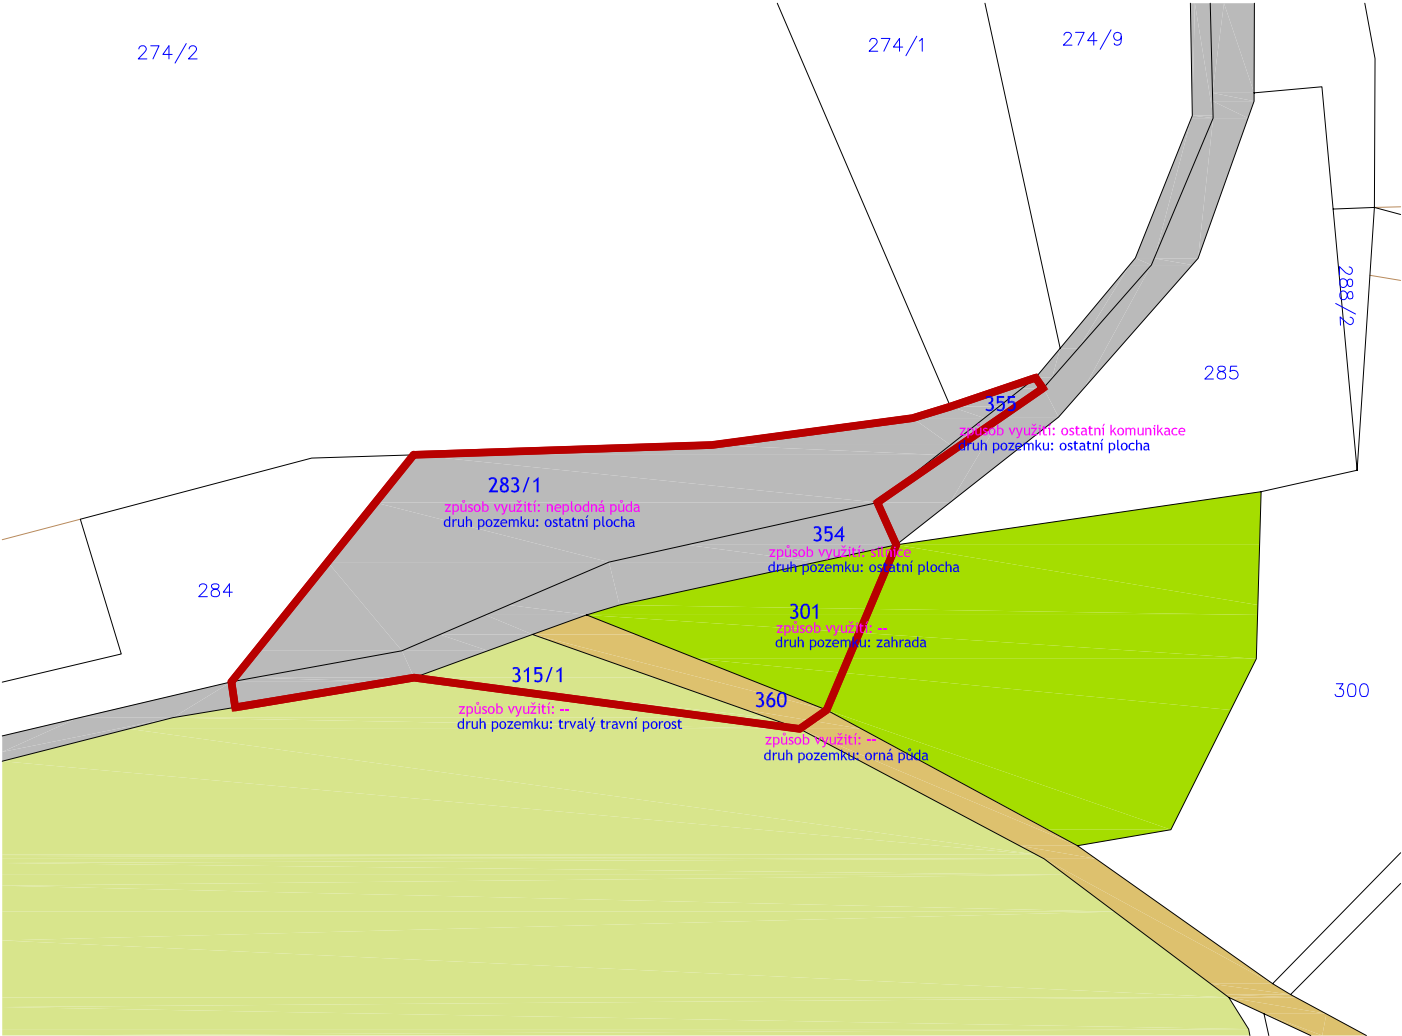 274/2
274/1
274/9
288/2
285
355
způsob využití: ostatní komunikace
druh pozemku: ostatní plocha
283/1
způsob využití: neplodná půda
druh pozemku: ostatní plocha
354
způsob využití: silnice
druh pozemku: ostatní plocha
284
301
způsob využití: --
druh pozemku: zahrada
315/1
způsob využití: --
druh pozemku: trvalý travní porost
360
způsob využití: --
druh pozemku: orná půda
300